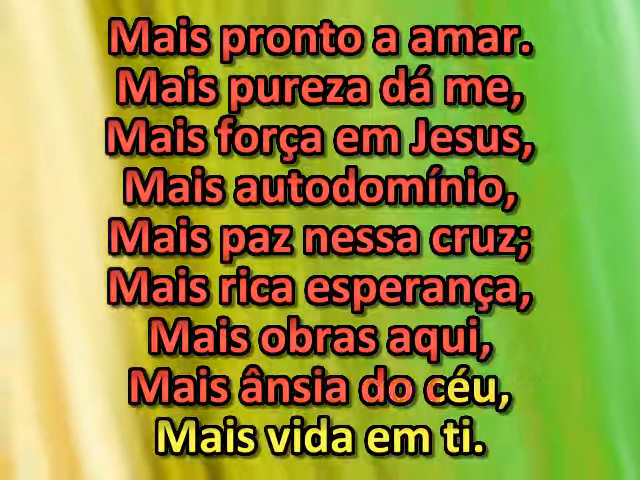 Mais pronto a amar.
Mais pureza dá me,
Mais força em Jesus,
Mais autodomínio,
Mais paz nessa cruz;
Mais rica esperança,
Mais obras aqui,
Mais ânsia do céu,
Mais vida em ti.